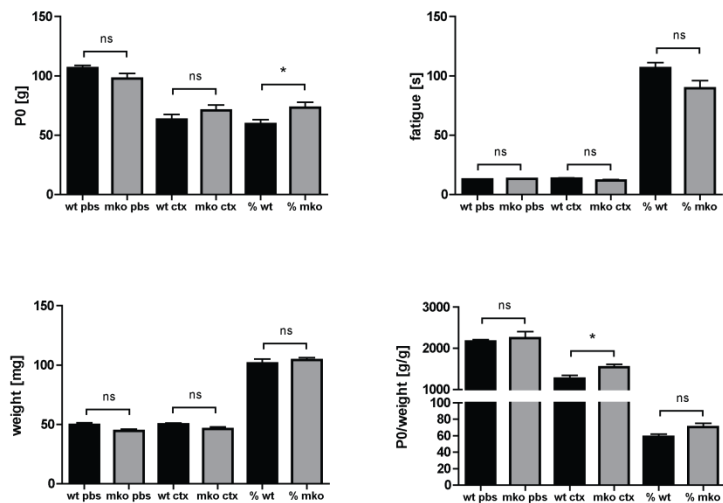 150
100
50
0
P0 [g]
ns
ns
*
wt pbs mko pbs wt ctx mko ctx % wt % mko
150
100
50
0
fatigue [s]
ns
ns
ns
wt pbs mko pbs wt ctx mko ctx % wt % mko
150
100
50
0
weight [mg]
ns
ns
ns
wt pbs mko pbs wt ctx mko ctx % wt % mko
3000
2000
1000
80
60
40
20
0
P0/weight [g/g]
ns
*
ns
wt pbs mko pbs wt ctx mko ctx % wt % mko